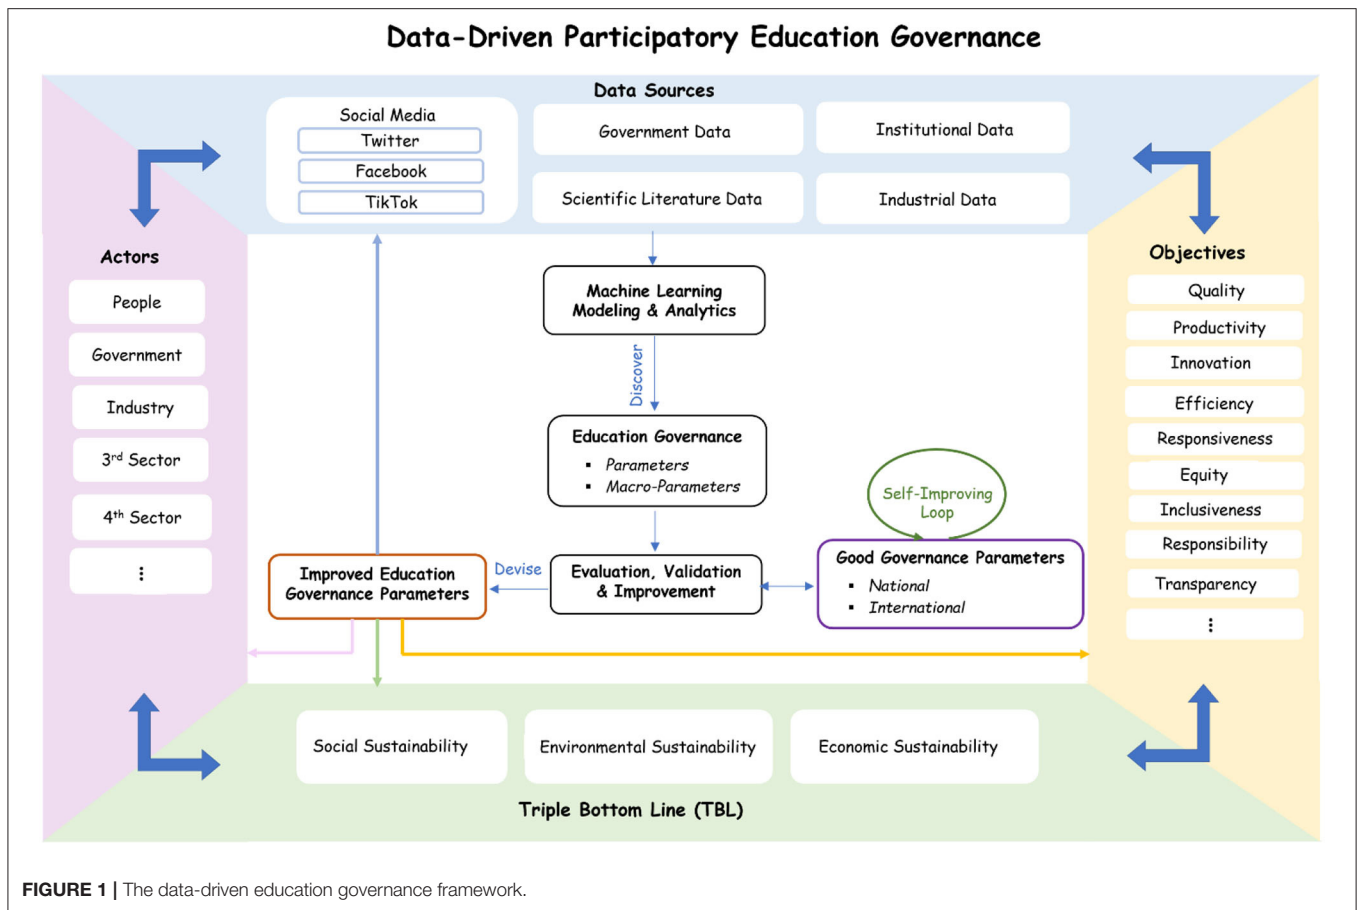 Data-Driven Participatory Education Governance
Data Sources
Social Media
Twitter
Facebook
TikTok
Government Data
Institutional Data
Scientific Literature Data
Industrial Data
Actors
People
Government
Industry
3rd Sector
4th Sector
⋮
Machine Learning
Modeling & Analytics
Discover
Education Governance
▪ Parameters
▪ Macro-Parameters
Self-Improving
Loop
Improved Education
Governance Parameters
Devise
Evaluation, Validation
& Improvement
Good Governance Parameters
▪ National
▪ International
Objectives
Quality
Productivity
Innovation
Efficiency
Responsiveness
Equity
Inclusiveness
Responsibility
Transparency
⋮
Social Sustainability
Environmental Sustainability
Economic Sustainability
Triple Bottom Line (TBL)
FIGURE 1 | The data-driven education governance framework.